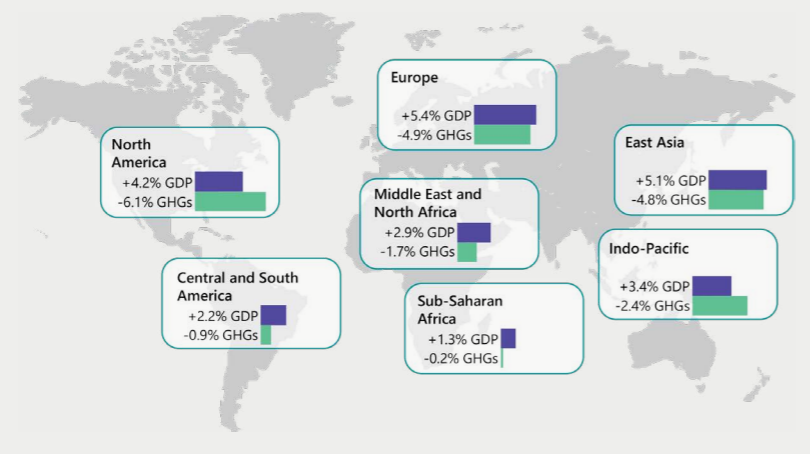 Europe
+5.4% GDP
-4.9% GHGs
North
America
+4.2% GDP
-6.1% GHGs
East Asia
+5.1% GDP
-4.8% GHGs
Middle East and
North Africa
+2.9% GDP
-1.7% GHGs
Indo-Pacific
+3.4% GDP
-2.4% GHGs
Central and South
America
+2.2% GDP
-0.9% GHGs
Sub-Saharan
Africa
+1.3% GDP
-0.2% GHGs